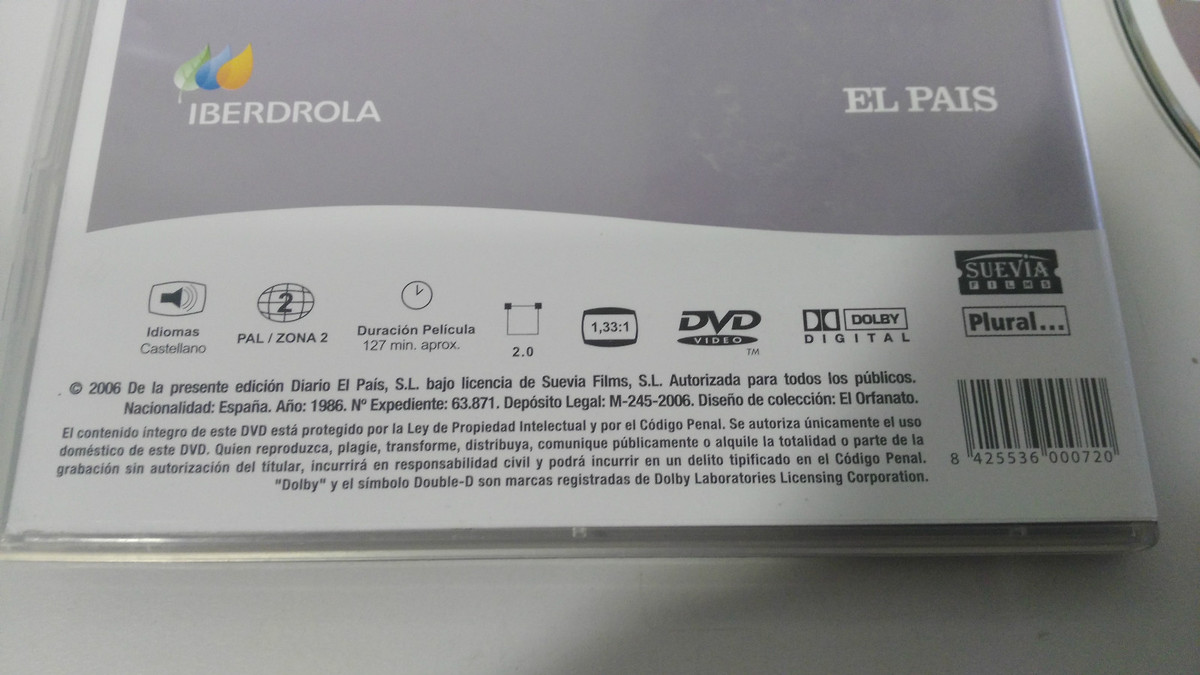 IBERDROLA
EL PAIS
SUEVIA
FILMS
Plural...
Idiomas
Castellano
2
PAL / ZONA 2
Duración Película
127 min. aprox.
2.0
1,33:1
DVD
VIDEO
TM
DOLBY
DIGITAL
© 2006 De la presente edición Diario El País, S.L. bajo licencia de Suevia Films, S.L. Autorizada para todos los públicos.
Nacionalidad: España. Año: 1986. Nº Expediente: 63.871. Depósito Legal: M-245-2006. Diseño de colección: El Orfanato.
El contenido integro de este DVD está protegido por la Ley de Propiedad Intelectual y por el Código Penal. Se autoriza únicamente el uso
doméstico de este DVD. Quien reproduzca, plagie, transforme, distribuya, comunique públicamente o alquile la totalidad o parte de la
grabación sin autorización del titular, incurrirá en responsabilidad civil y podrá incurrir en un delito tipificado en el Código Penal.
"Dolby" y el símbolo Double-D son marcas registradas de Dolby Laboratories Licensing Corporation.
8 425536 000720